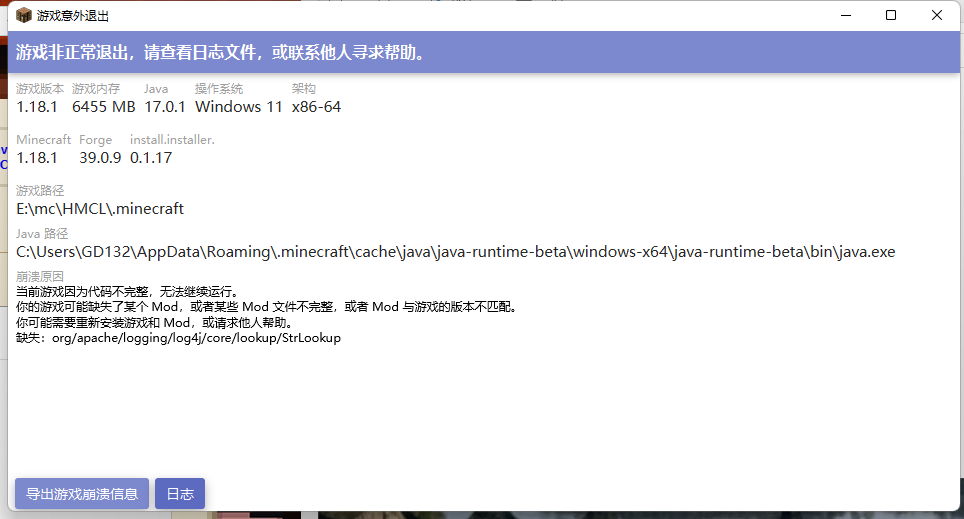 游戏意外退出
游戏非正常退出，请查看日志文件，或联系他人寻求帮助。
游戏版本 游戏内存 Java 操作系统 架构
1.18.1 6455 MB 17.0.1 Windows 11 x86-64
Minecraft Forge install.installer.
1.18.1 39.0.9 0.1.17
游戏路径
E:\mc\HMCL\.minecraft
Java 路径
C:\Users\GD132\AppData\Roaming\.minecraft\cache\java\java-runtime-beta\windows-x64\java-runtime-beta\bin\java.exe
崩溃原因
当前游戏因为代码不完整，无法继续运行。
你的游戏可能缺失了某个 Mod，或者某些 Mod 文件不完整，或者 Mod 与游戏的版本不匹配。
你可能需要重新安装游戏和 Mod，或请求他人帮助。
缺失：org/apache/logging/log4j/core/lookup/StrLookup
导出游戏崩溃信息 日志